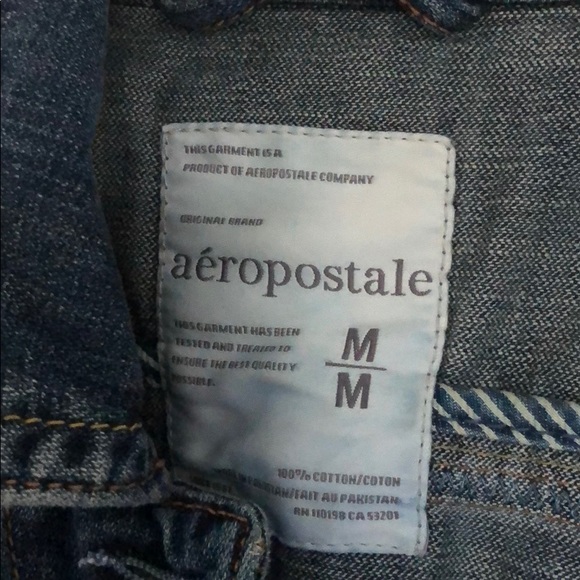 THIS GARMENT IS A
PRODUCT OF AEROPOSTALE COMPANY
ORIGINAL BRAND
aéropostale
THIS GARMENT HAS BEEN
TESTED AND TREATED TO
ENSURE THE BEST QUALITY
POSSIBLE.
M
M
100% COTTON/COTON
PAKISTAN/FAIT AU PAKISTAN
RN 110198 CA 53201